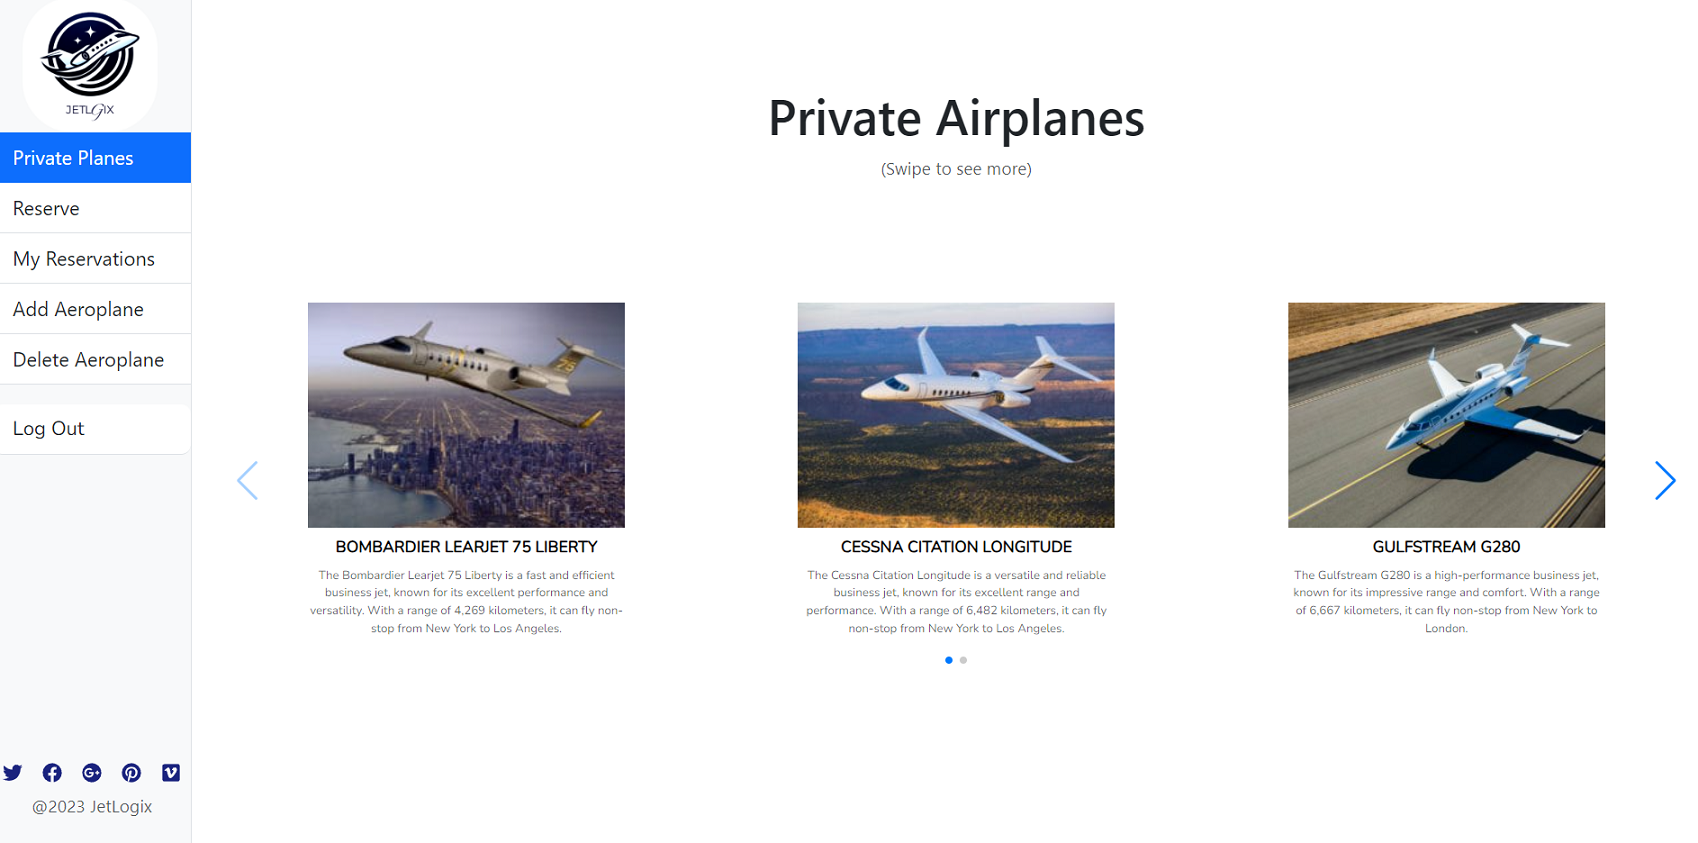 JETLGIX
Private Planes
Reserve
My Reservations
Add Aeroplane
Delete Aeroplane
Log Out
@2023 JetLogix
Private Airplanes
(Swipe to see more)
75
BOMBARDIER LEARJET 75 LIBERTY
The Bombardier Learjet 75 Liberty is a fast and efficient
business jet, known for its excellent performance and
versatility. With a range of 4,269 kilometers, it can fly non-
stop from New York to Los Angeles.
CESSNA CITATION LONGITUDE
The Cessna Citation Longitude is a versatile and reliable
business jet, known for its excellent range and
performance. With a range of 6,482 kilometers, it can fly
non-stop from New York to Los Angeles.
GULFSTREAM G280
The Gulfstream G280 is a high-performance business jet,
known for its impressive range and comfort. With a range
of 6,667 kilometers, it can fly non-stop from New York to
London.